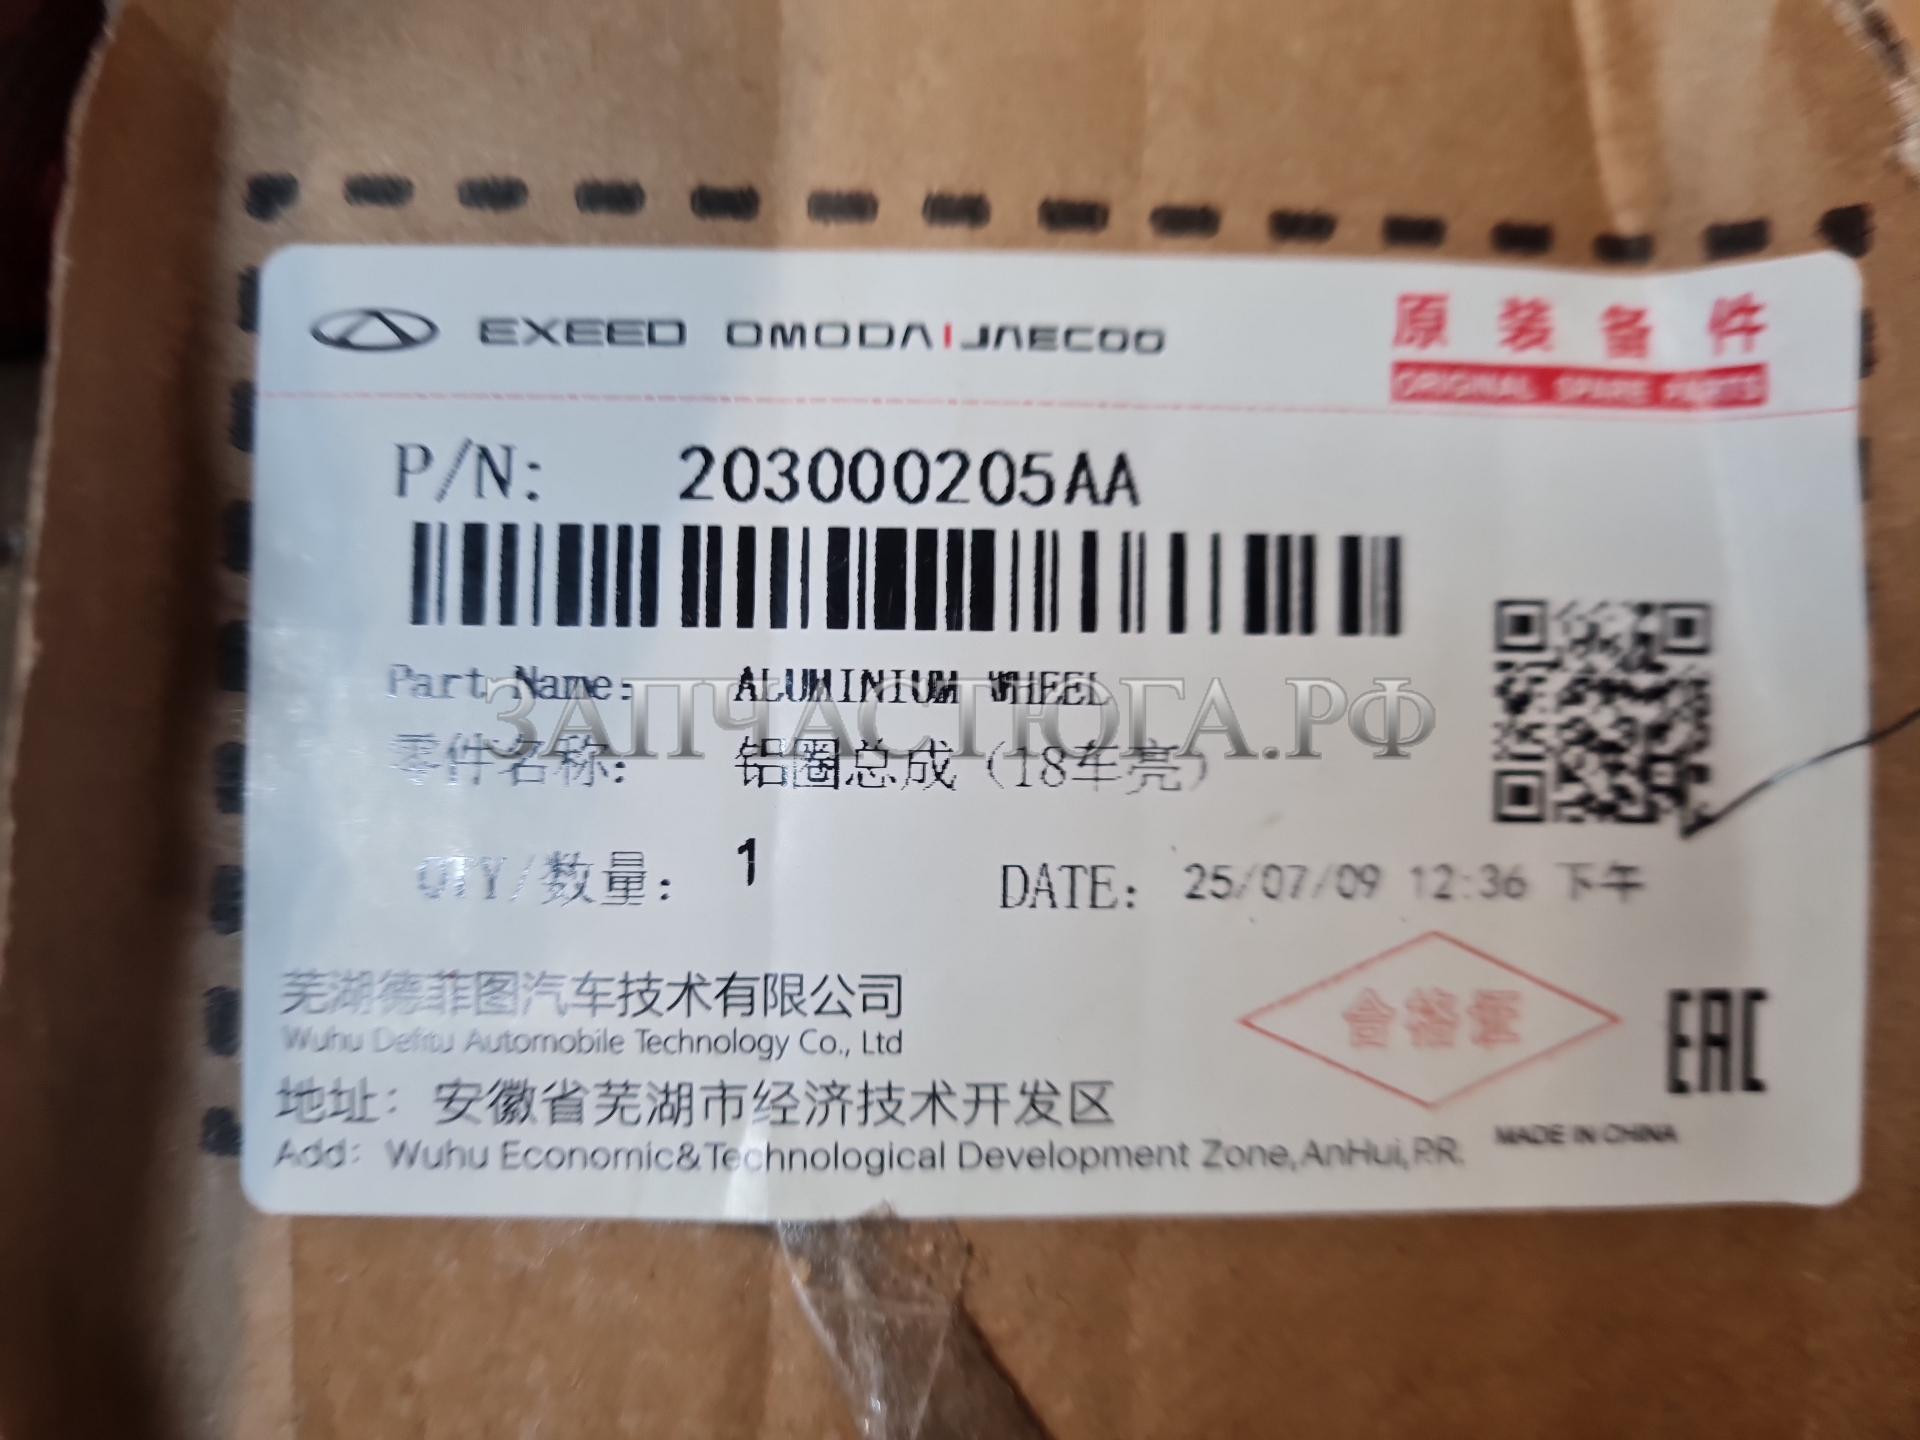 EXEED OMODA|JAECOO
原装备件
ORIGINAL SPARE PARTS
P/N: 203000205AA
Part Name: ALUMINIUM WHEEL
ЗАПЧАСТЮГА.РФ
零件名称: 铝圈总成(18车亮)
QTY/数量: 1
DATE: 25/07/09 12:36 下午
芜湖德菲图汽车技术有限公司
Wuhu Defitu Automobile Technology Co., Ltd
合格证
EAC
地址: 安徽省芜湖市经济技术开发区
Add: Wuhu Economic&Technological Development Zone,AnHui,P.R.
MADE IN CHINA